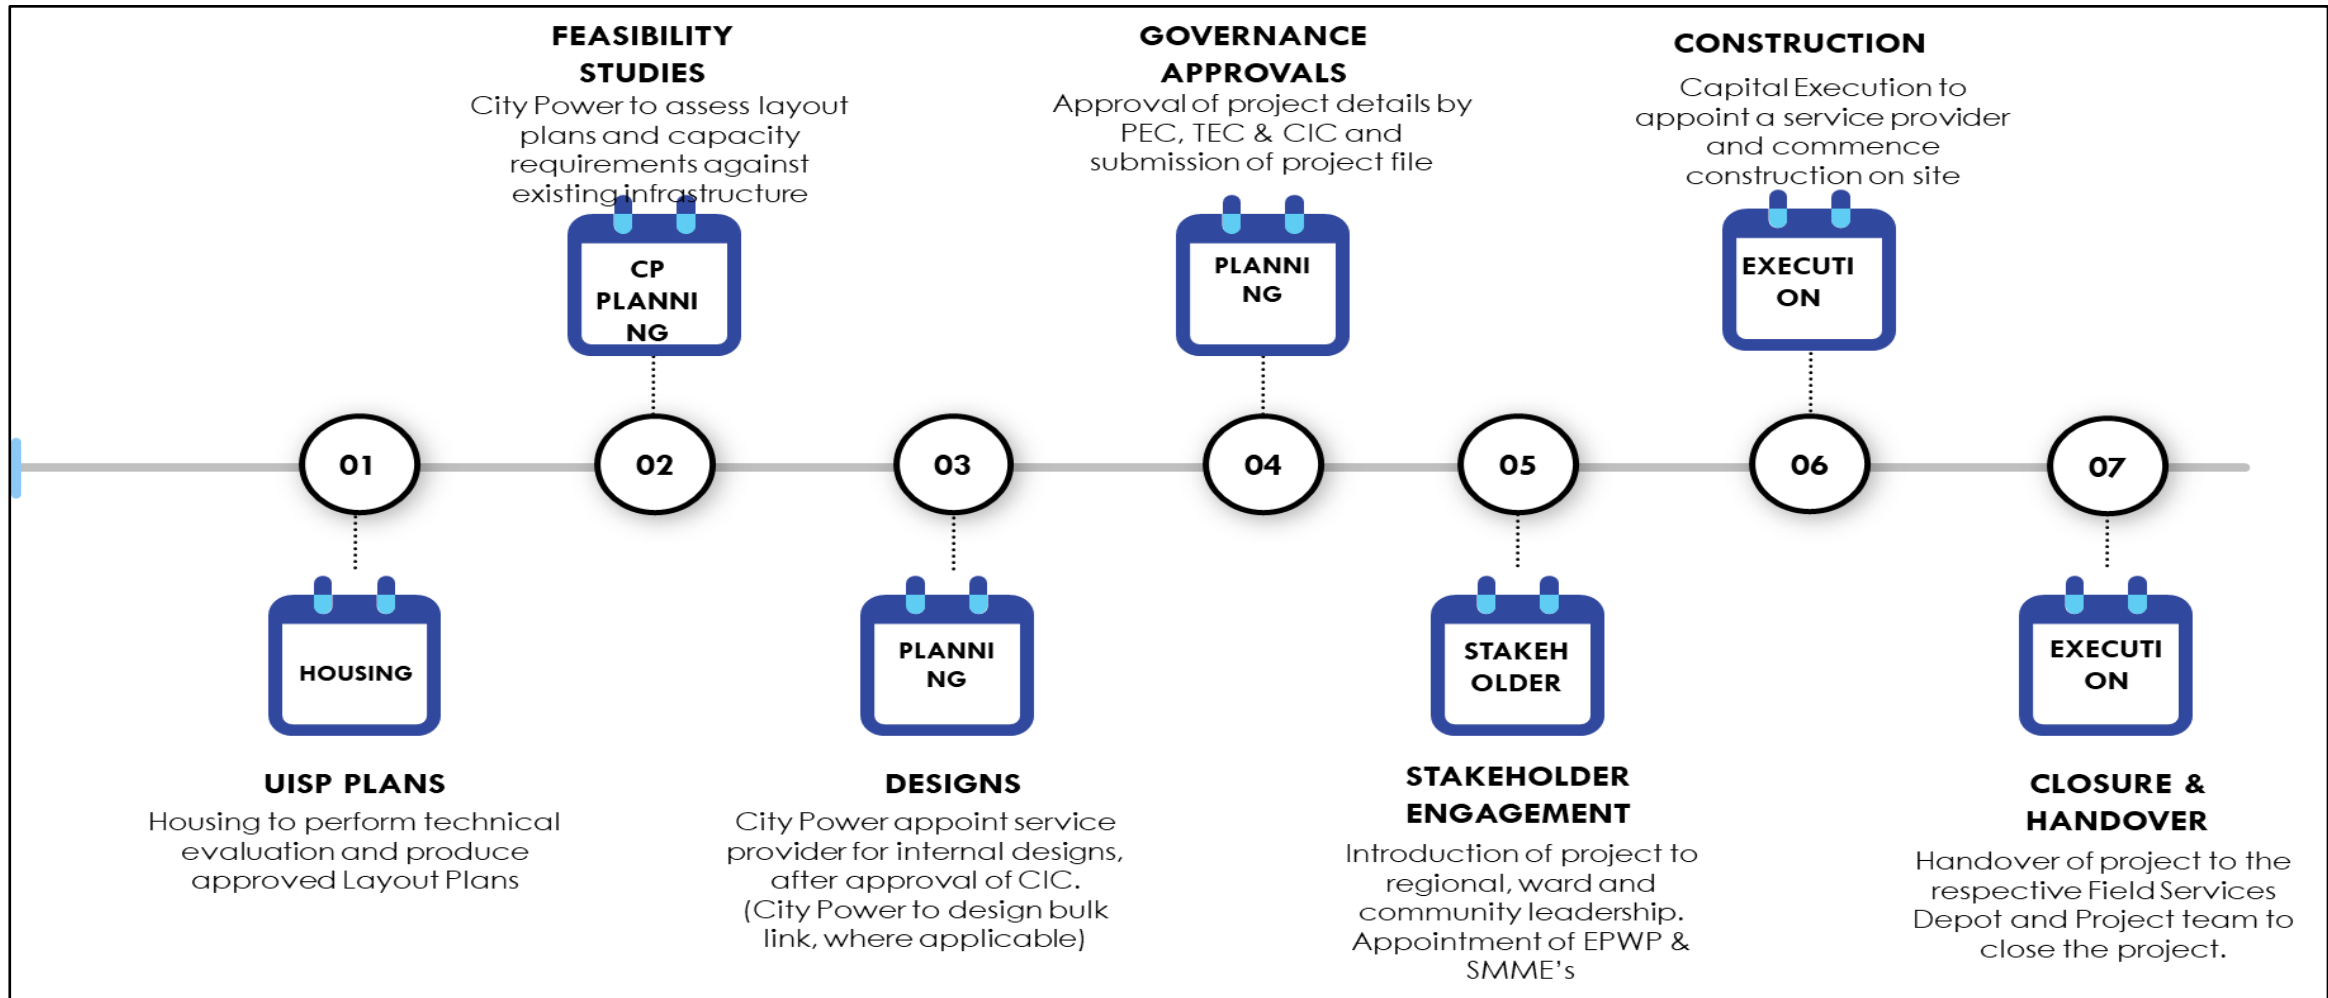 FEASIBILITY
STUDIES
City Power to assess layout
plans and capacity
requirements against
existing infrastructure
GOVERNANCE
APPROVALS
Approval of project details by
PEC, TEC & CIC and
submission of project file
CONSTRUCTION
Capital Execution to
appoint a service provider
and commence
construction on site
CP
PLANNI
NG
PLANNI
NG
EXECUTI
ON
01
02
03
04
05
06
07
HOUSING
PLANNI
NG
STAKEH
OLDER
EXECUTI
ON
UISP PLANS
Housing to perform technical
evaluation and produce
approved Layout Plans
DESIGNS
City Power appoint service
provider for internal designs,
after approval of CIC.
(City Power to design bulk
link, where applicable)
STAKEHOLDER
ENGAGEMENT
Introduction of project to
regional, ward and
community leadership.
Appointment of EPWP &
SMME's
CLOSURE &
HANDOVER
Handover of project to the
respective Field Services
Depot and Project team to
close the project.